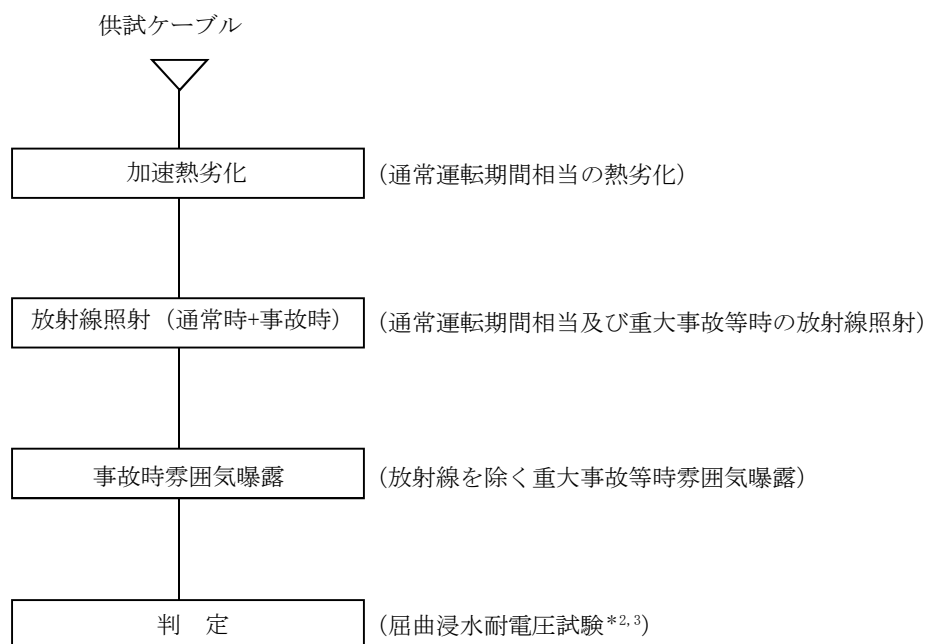 供試ケーブル
加速熱劣化 (通常運転期間相当の熱劣化)
放射線照射 (通常時+事故時) (通常運転期間相当及び重大事故等時の放射線照射)
事故時雰囲気曝露 (放射線を除く重大事故等時雰囲気曝露)
判 定 (屈曲浸水耐電圧試験*2,3)